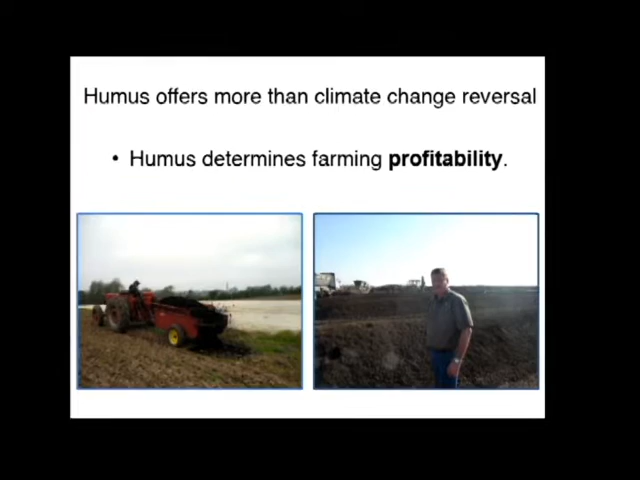 Humus offers more than climate change reversal
• Humus determines farming profitability.